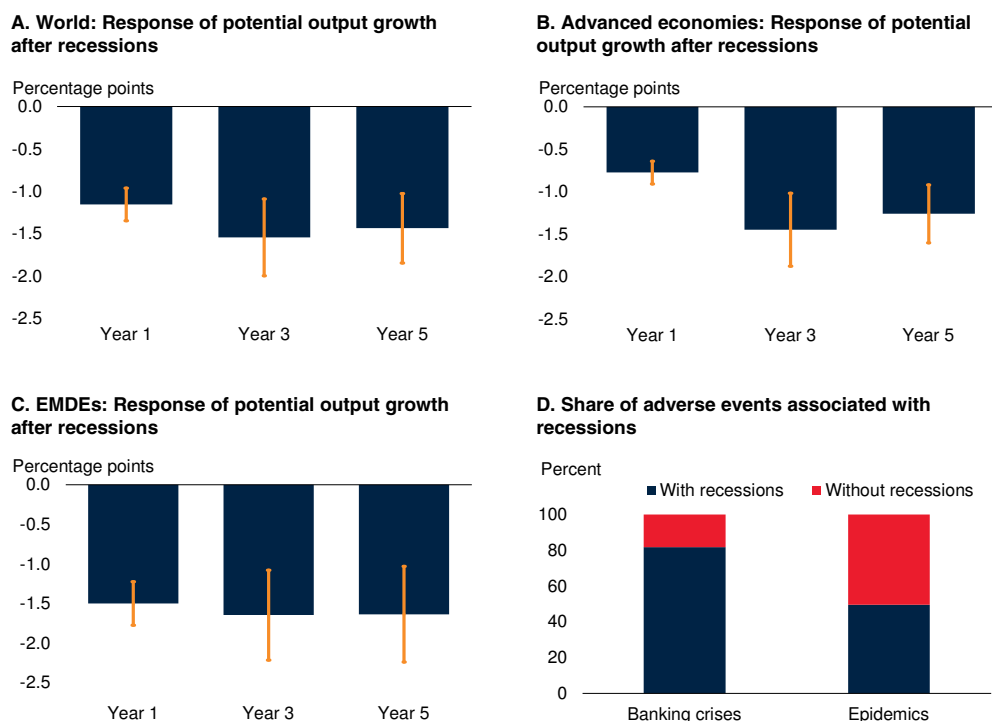 A. World: Response of potential output growth
after recessions
Percentage points
0.0
-0.5
-1.0
-1.5
-2.0
-2.5
Year 1 Year 3 Year 5
B. Advanced economies: Response of potential
output growth after recessions
Percentage points
0.0
-0.5
-1.0
-1.5
-2.0
-2.5
Year 1 Year 3 Year 5
C. EMDEs: Response of potential output growth
after recessions
Percentage points
0.0
-0.5
-1.0
-1.5
-2.0
-2.5
Year 1 Year 3 Year 5
D. Share of adverse events associated with
recessions
Percent
With recessions Without recessions
100
80
60
40
20
0
Banking crises Epidemics